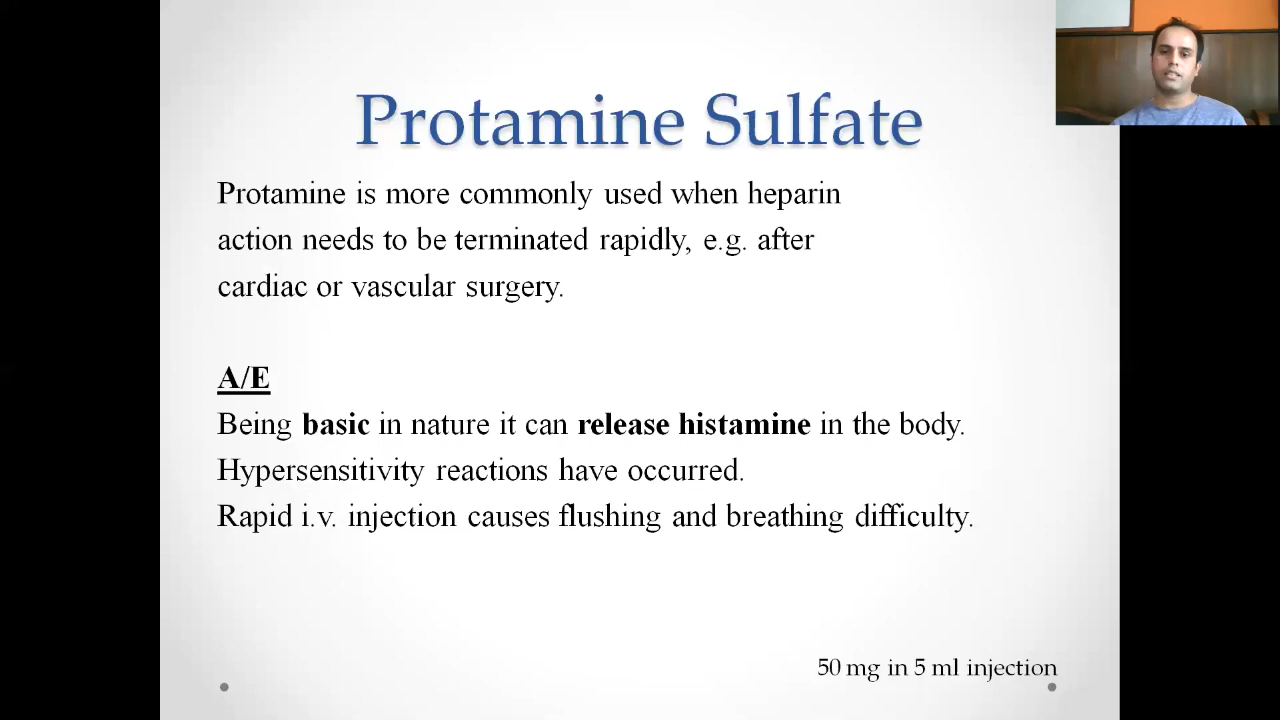 Protamine Sulfate
Protamine is more commonly used when heparin
action needs to be terminated rapidly, e.g. after
cardiac or vascular surgery.
A/E
Being basic in nature it can release histamine in the body.
Hypersensitivity reactions have occurred.
Rapid i.v. injection causes flushing and breathing difficulty.
50 mg in 5 ml injection